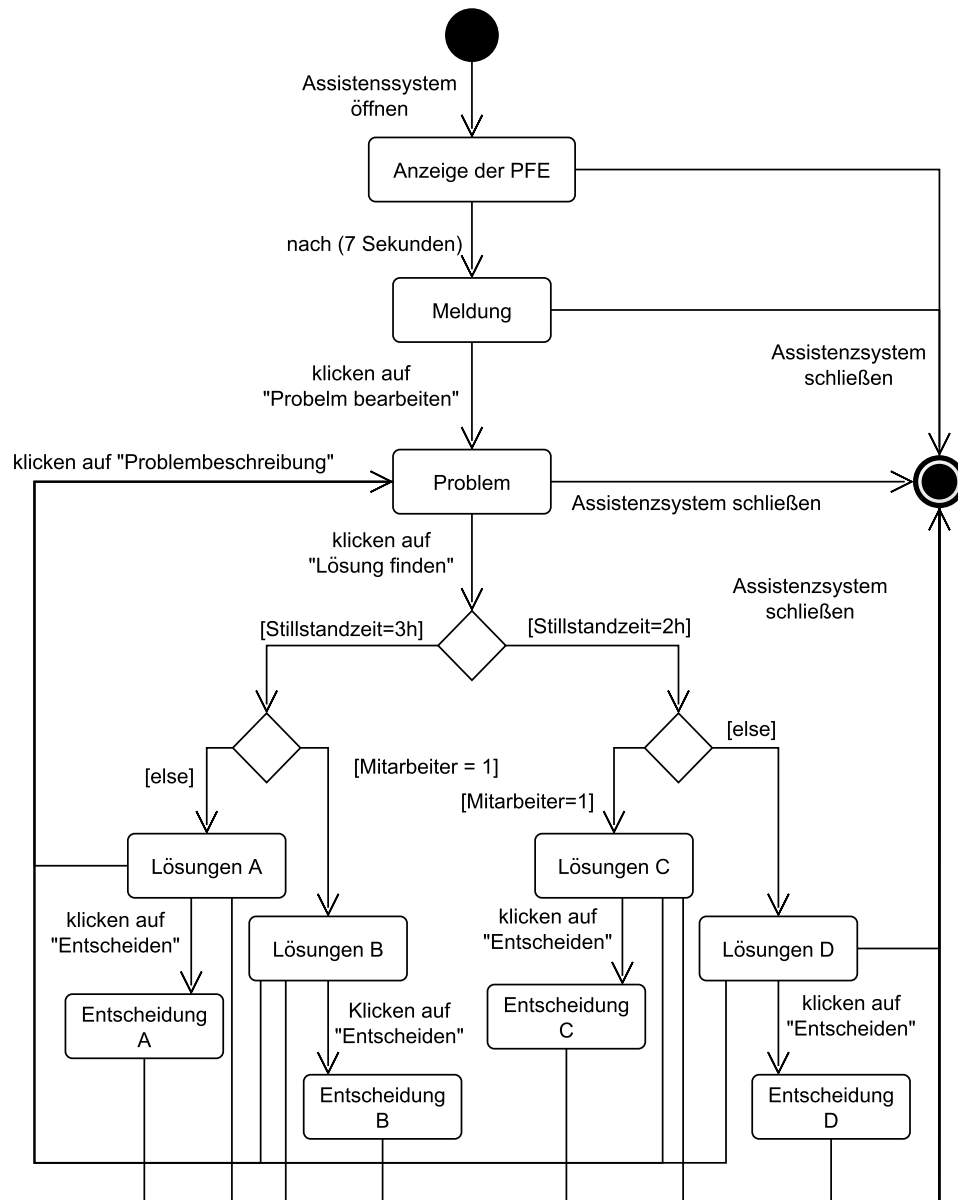 Assistenssystem
öffnen
Anzeige der PFE
nach (7 Sekunden)
Meldung
Assistenzsystem
schließen
klicken auf
"Probelm bearbeiten"
klicken auf "Problembeschreibung"
Problem
Assistenzsystem schließen
klicken auf
"Lösung finden"
Assistenzsystem
schließen
[Stillstandzeit=3h]
[Stillstandzeit=2h]
[else]
[Mitarbeiter = 1]
[Mitarbeiter=1]
[else]
Lösungen A
Lösungen C
klicken auf
"Entscheiden"
Lösungen B
klicken auf
"Entscheiden"
Lösungen D
Entscheidung
A
Klicken auf
"Entscheiden"
Entscheidung
C
klicken auf
"Entscheiden"
Entscheidung
B
Entscheidung
D